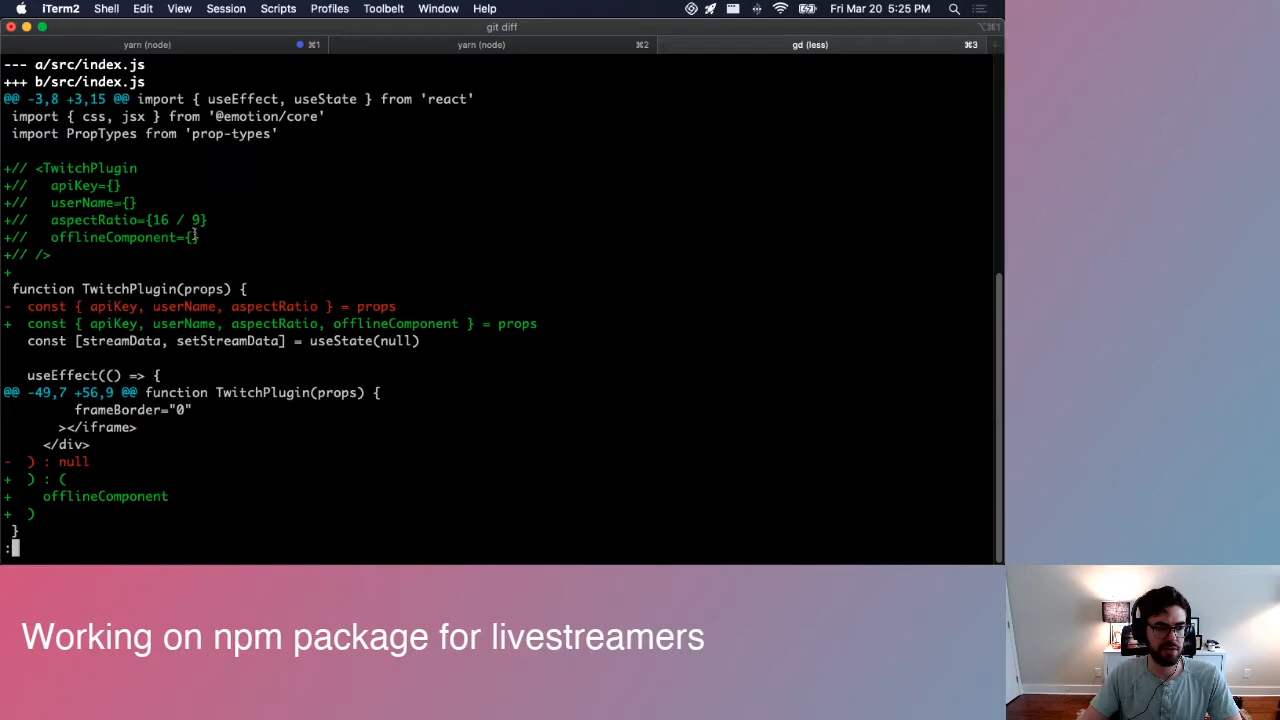 iTerm2 Shell Edit View Session Scripts Profiles Toolbelt Window Help Fri Mar 20 5:25 PM
git diff ⌥⌘1
yarn (node) ⌘1 yarn (node) ⌘2 gd (less) ⌘3 +
--- a/src/index.js
+++ b/src/index.js
@@ -3,8 +3,15 @@ import { useEffect, useState } from 'react'
 import { css, jsx } from '@emotion/core'
 import PropTypes from 'prop-types'
+// <TwitchPlugin
+//   apiKey={}
+//   userName={}
+//   aspectRatio={16 / 9}
+//   offlineComponent={}
+// />
+
 function TwitchPlugin(props) {
-  const { apiKey, userName, aspectRatio } = props
+  const { apiKey, userName, aspectRatio, offlineComponent } = props
   const [streamData, setStreamData] = useState(null)
   useEffect(() => {
@@ -49,7 +56,9 @@ function TwitchPlugin(props) {
         frameBorder="0"
       ></iframe>
     </div>
-  ) : null
+  ) : (
+    offlineComponent
+  )
 }
:
Working on npm package for livestreamers